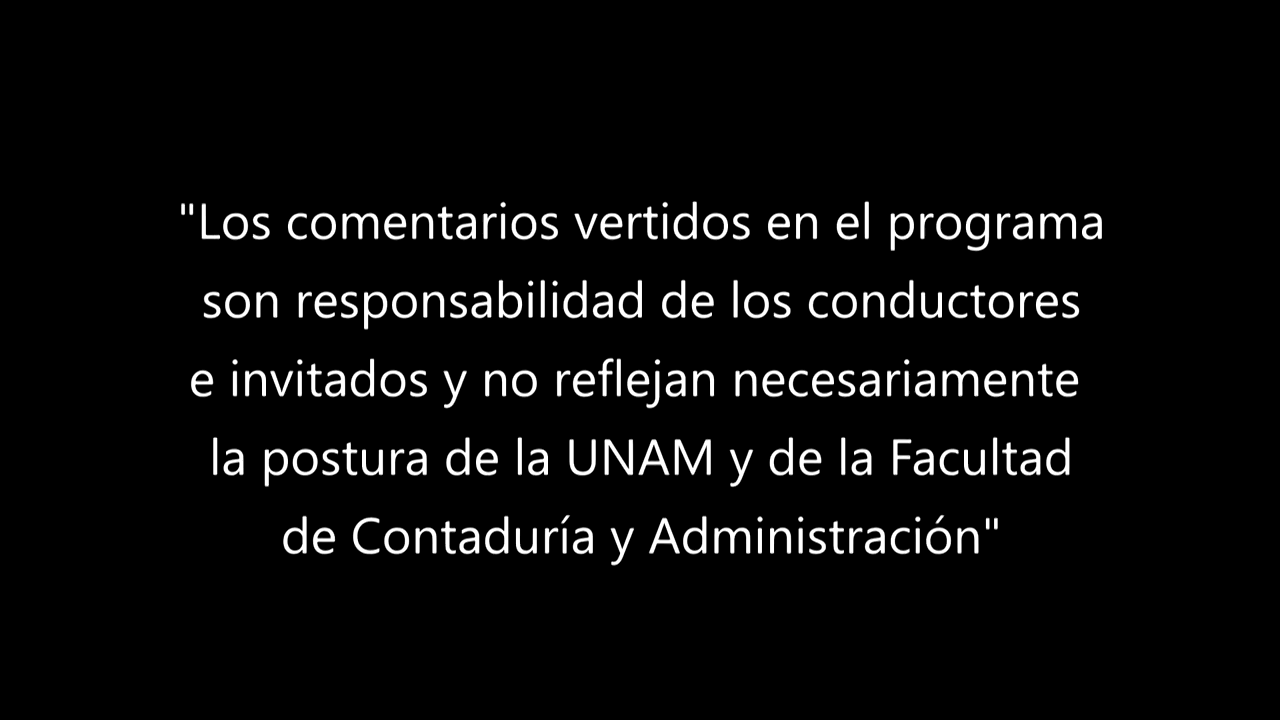 "Los comentarios vertidos en el programa
son responsabilidad de los conductores
e invitados y no reflejan necesariamente
la postura de la UNAM y de la Facultad
de Contaduría y Administración"